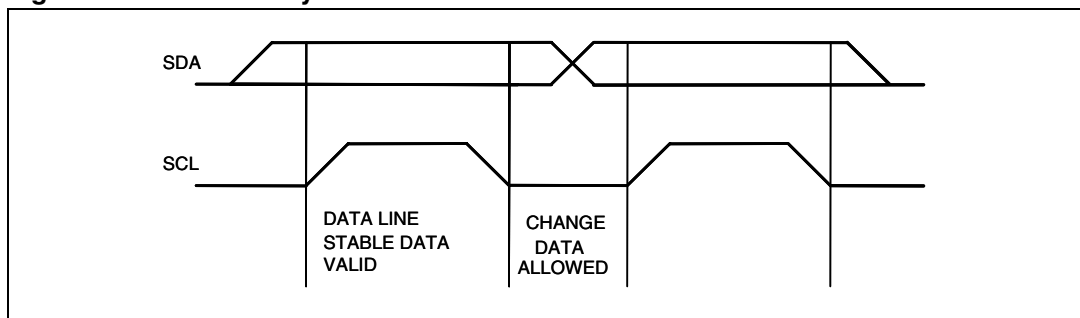 SDA
SCL
DATA LINE
STABLE DATA
VALID
CHANGE
DATA
ALLOWED